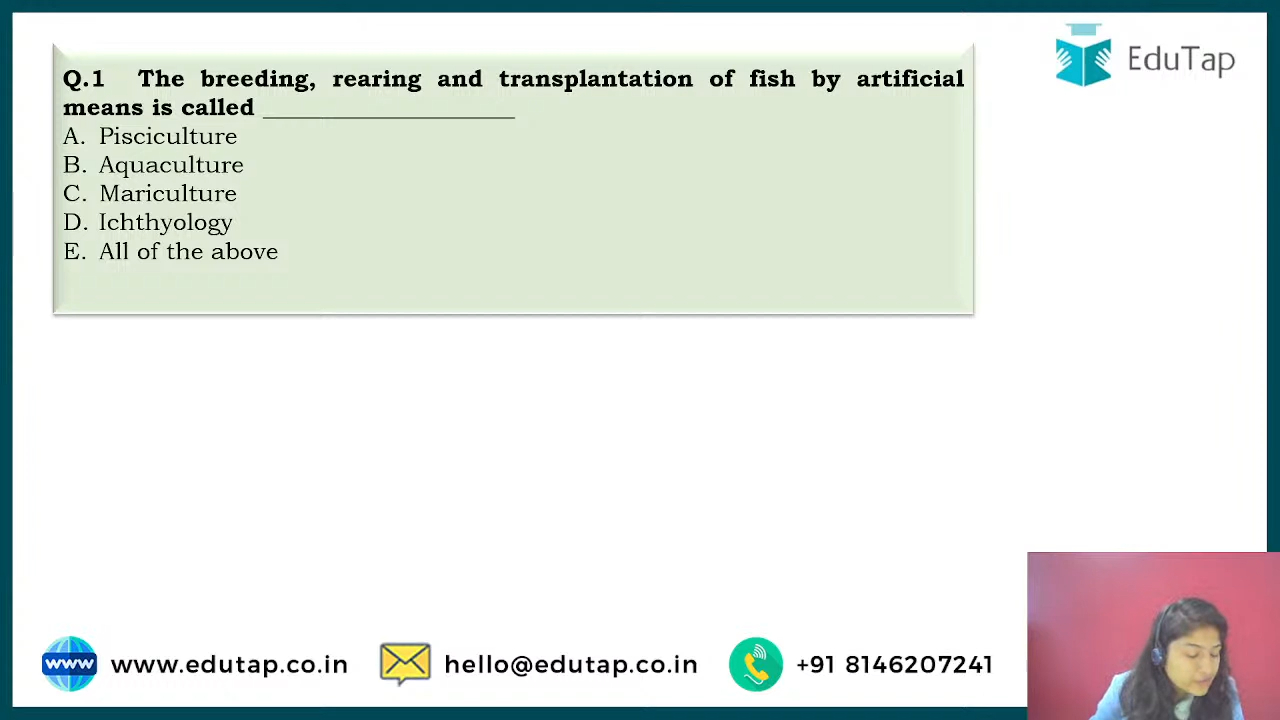 EduTap
Q.1 The breeding, rearing and transplantation of fish by artificial
means is called ____________________
A. Pisciculture
B. Aquaculture
C. Mariculture
D. Ichthyology
E. All of the above
www www.edutap.co.in hello@edutap.co.in +91 8146207241